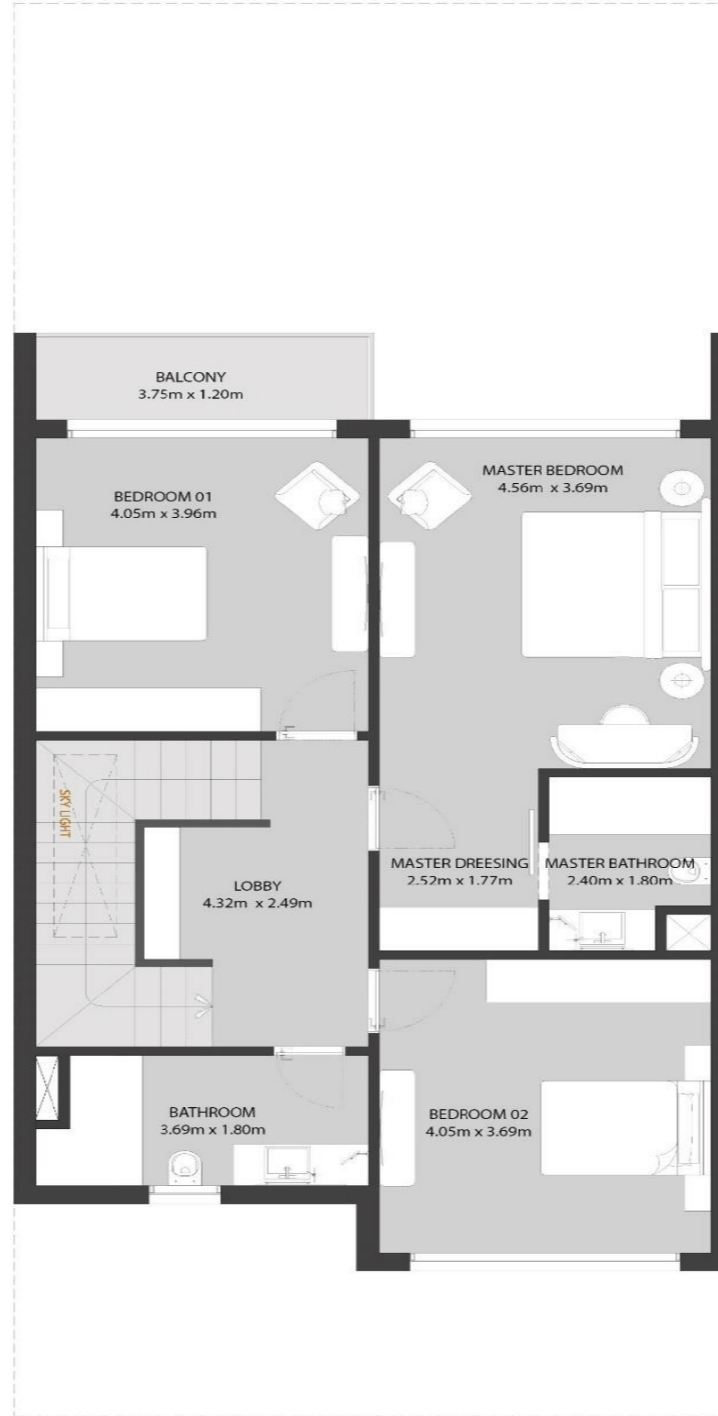 BALCONY
3.75m x 1.20m
BEDROOM 01
4.05m x 3.96m
MASTER BEDROOM
4.56m x 3.69m
SKY LIGHT
LOBBY
4.32m x 2.49m
MASTER DREESING
2.52m x 1.77m
MASTER BATHROOM
2.40m x 1.80m
BATHROOM
3.69m x 1.80m
BEDROOM 02
4.05m x 3.69m